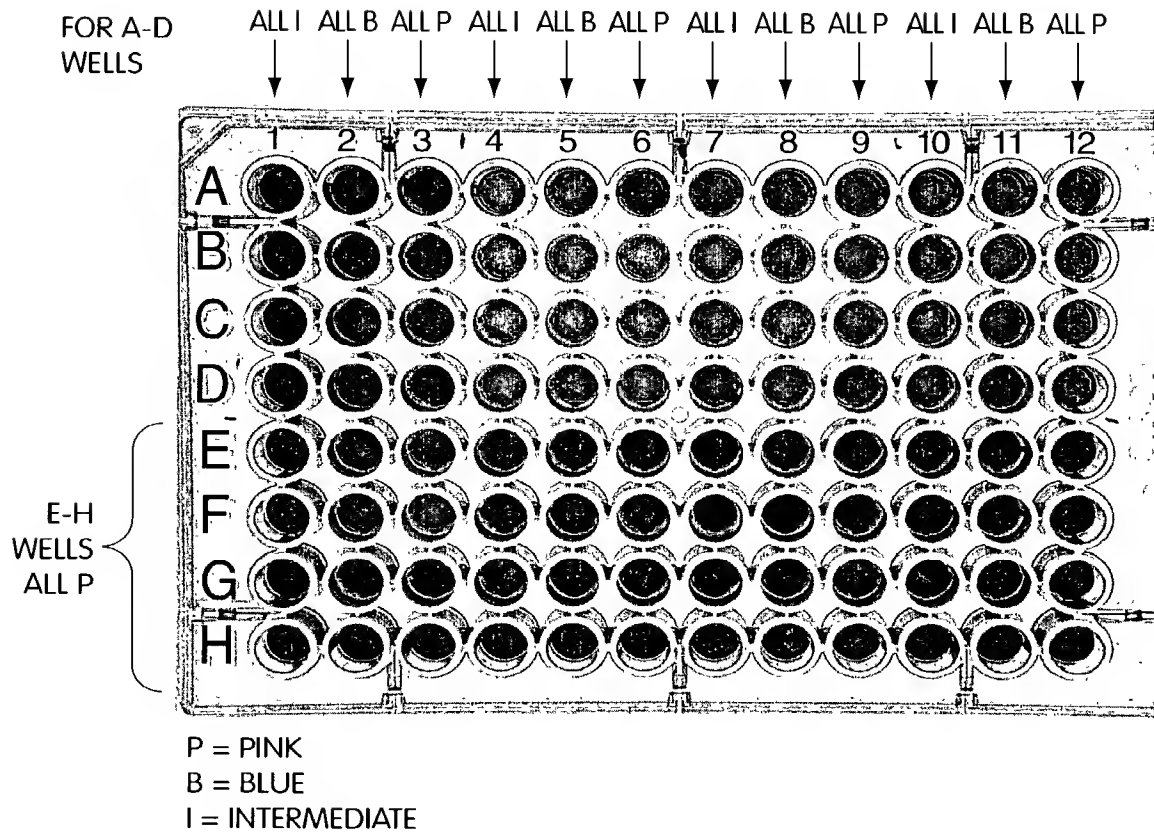 FOR A-D WELLS
ALL I ALL B ALL P ALL I ALL B ALL P ALL I ALL B ALL P ALL I ALL B ALL P
1 2 3 4 5 6 7 8 9 10 11 12
A
B
C
D
E
F
G
H
E-H
WELLS
ALL P
P = PINK
B = BLUE
I = INTERMEDIATE